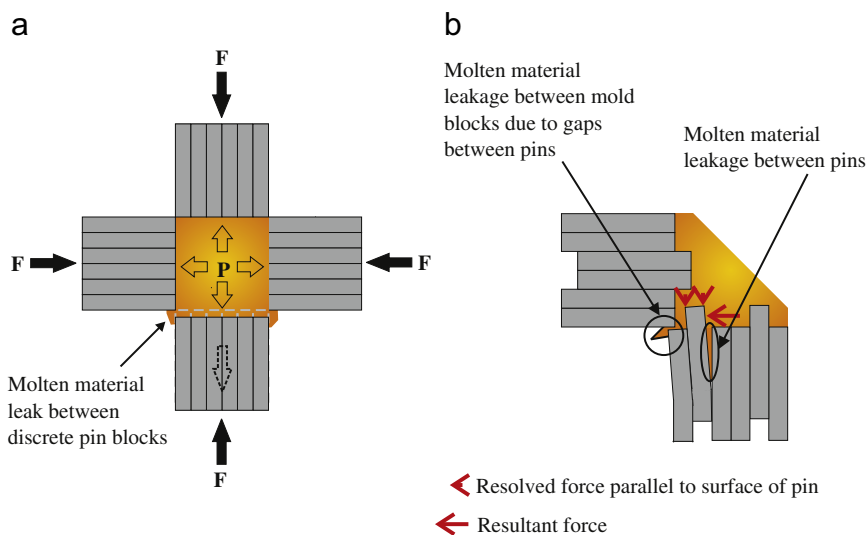 a
F
F
P
F
Molten material
leak between
discrete pin blocks
F
b
Molten material
leakage between mold
blocks due to gaps
between pins
Molten material
leakage between pins
Resolved force parallel to surface of pin
Resultant force